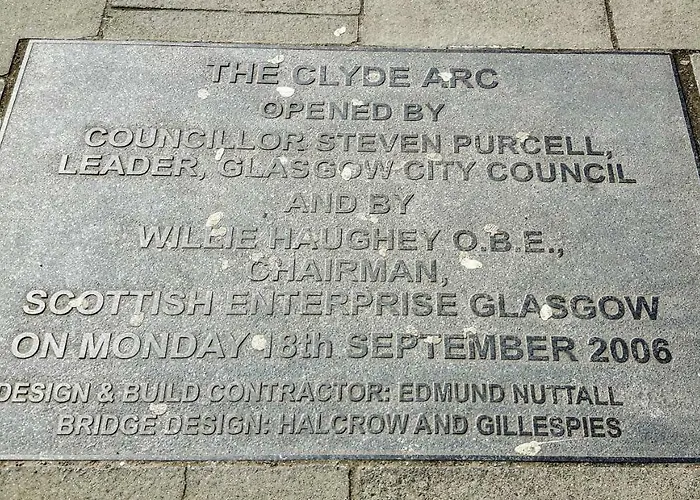 THE CLYDE ARC
OPENED BY
COUNCILLOR STEVEN PURCELL,
LEADER, GLASGOW CITY COUNCIL
AND BY
WILLIE HAUGHEY O.B.E.,
CHAIRMAN,
SCOTTISH ENTERPRISE GLASGOW
ON MONDAY 18th SEPTEMBER 2006
DESIGN & BUILD CONTRACTOR: EDMUND NUTTALL
BRIDGE DESIGN: HALCROW AND GILLESPIES